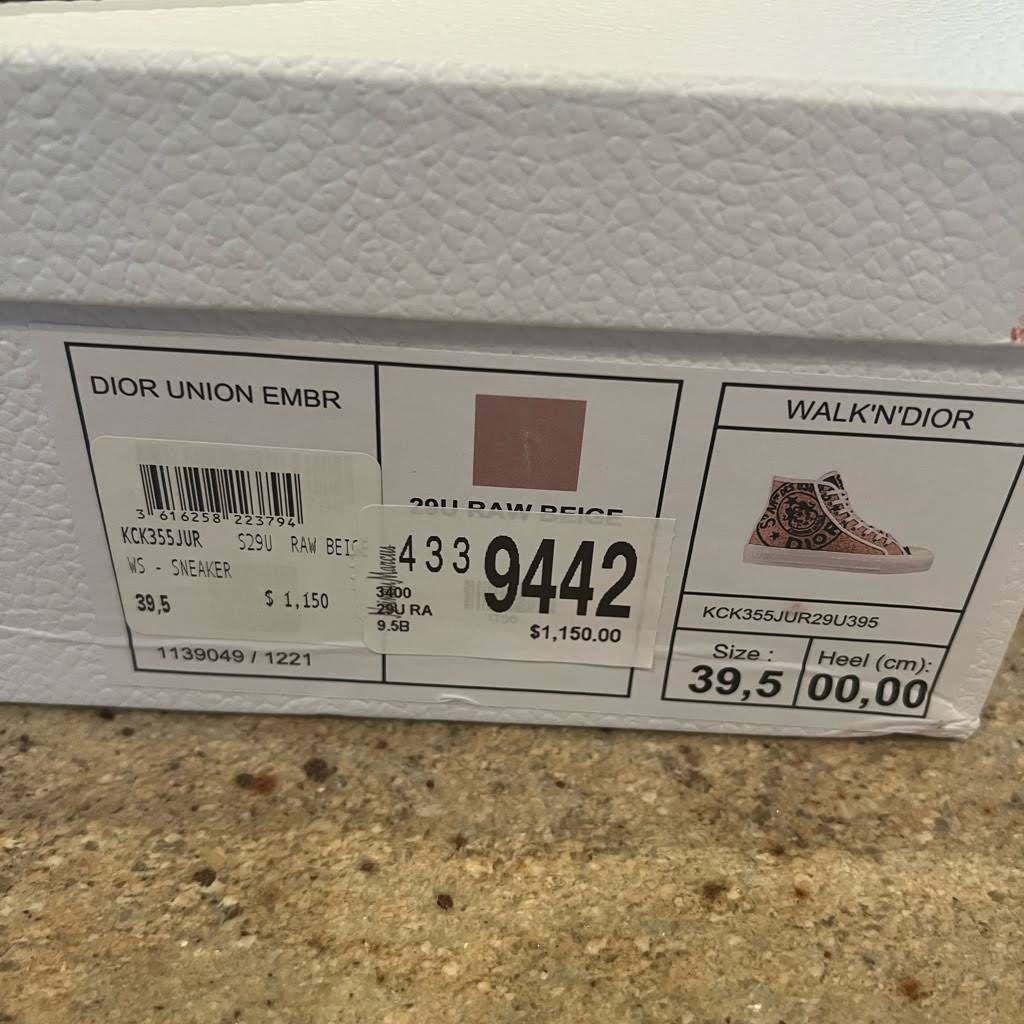 DIOR UNION EMBR
3 616258 223794
KCK355JUR S29U RAW BEIGE
WS - SNEAKER
39,5 $ 1,150
1139049 / 1221
29U RAW BEIGE
433 9442
3400
29U RA
9.5B $1,150.00
WALK'N'DIOR
DIOR
KCK355JUR29U395
Size :
39,5
Heel (cm):
00,00